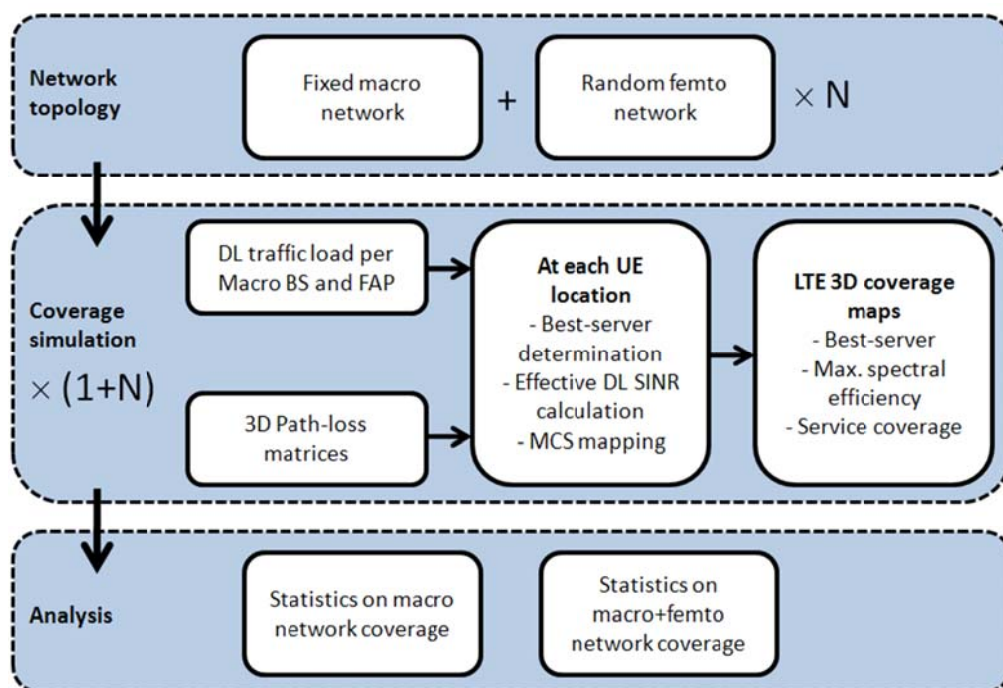 Network
topology
Fixed macro
network
+
Random femto
network
× N
Coverage
simulation
× (1+N)
DL traffic load per
Macro BS and FAP
3D Path-loss
matrices
At each UE
location
- Best-server
determination
- Effective DL SINR
calculation
- MCS mapping
LTE 3D coverage
maps
- Best-server
- Max. spectral
efficiency
- Service coverage
Analysis
Statistics on macro
network coverage
Statistics on
macro+femto
network coverage